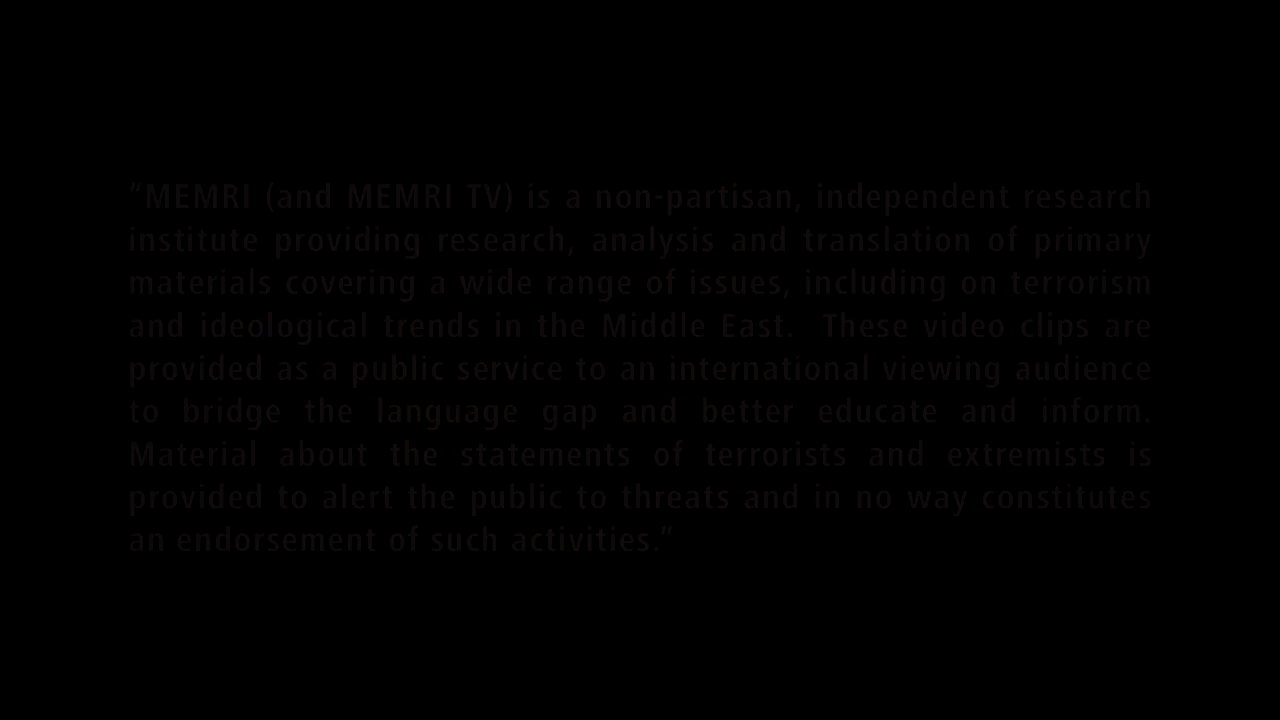 “MEMRI (and MEMRI TV) is a non-partisan, independent research
institute providing research, analysis and translation of primary
materials covering a wide range of issues, including on terrorism
and ideological trends in the Middle East.  These video clips are
provided as a public service to an international viewing audience
to bridge the language gap and better educate and inform.
Material about the statements of terrorists and extremists is
provided to alert the public to threats and in no way constitutes
an endorsement of such activities.”